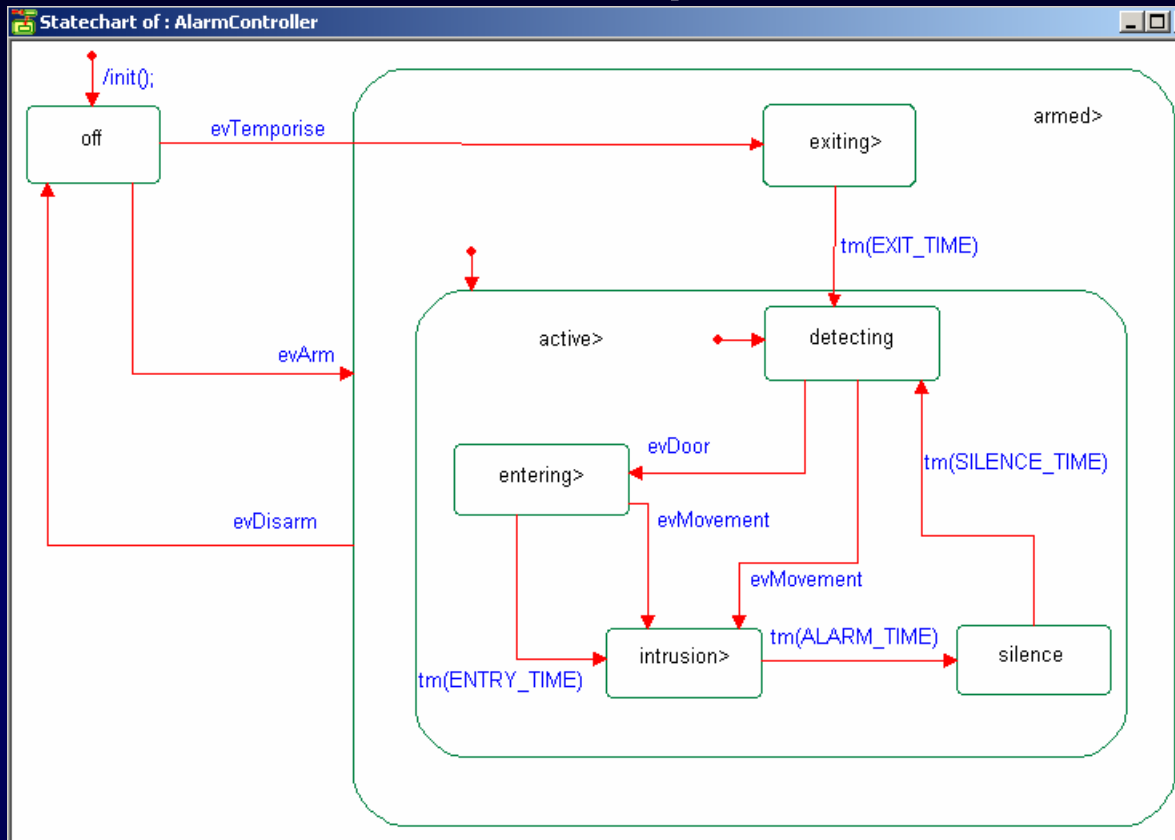 Statechart of : AlarmController
/init();
off
evTemporise
exiting>
armed>
tm(EXIT_TIME)
active>
detecting
evArm
evDoor
tm(SILENCE_TIME)
entering>
evDisarm
evMovement
evMovement
intrusion>
tm(ALARM_TIME)
silence
tm(ENTRY_TIME)